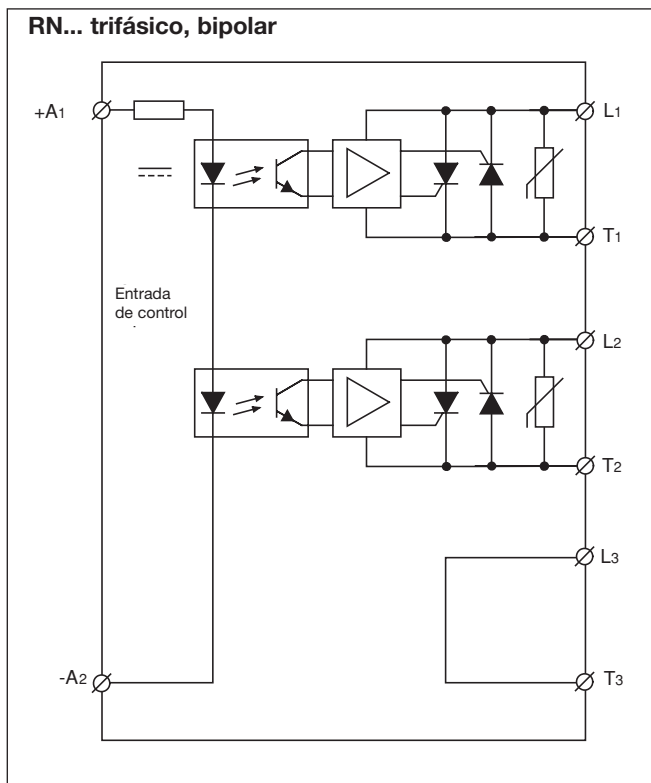 RN... trifásico, bipolar
+A1
L1
T1
Entrada
de control
L2
T2
L3
-A2
T3